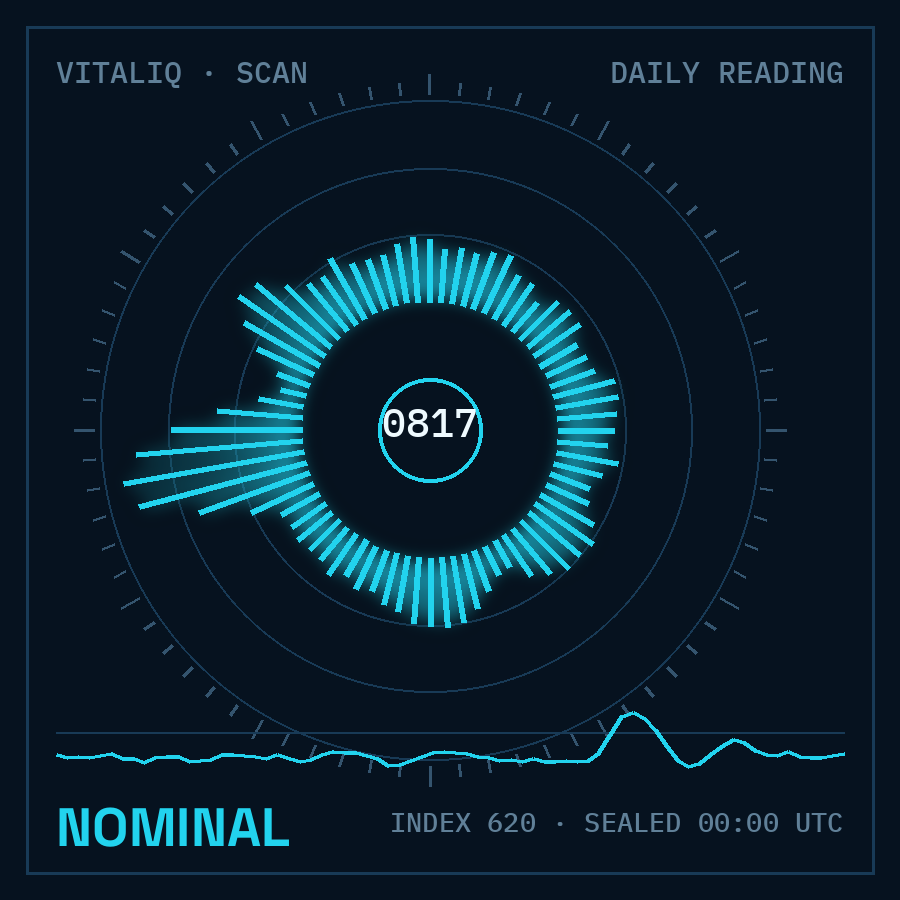 VITALIQ · SCAN
DAILY READING
0817
NOMINAL
INDEX 620 · SEALED 00:00 UTC